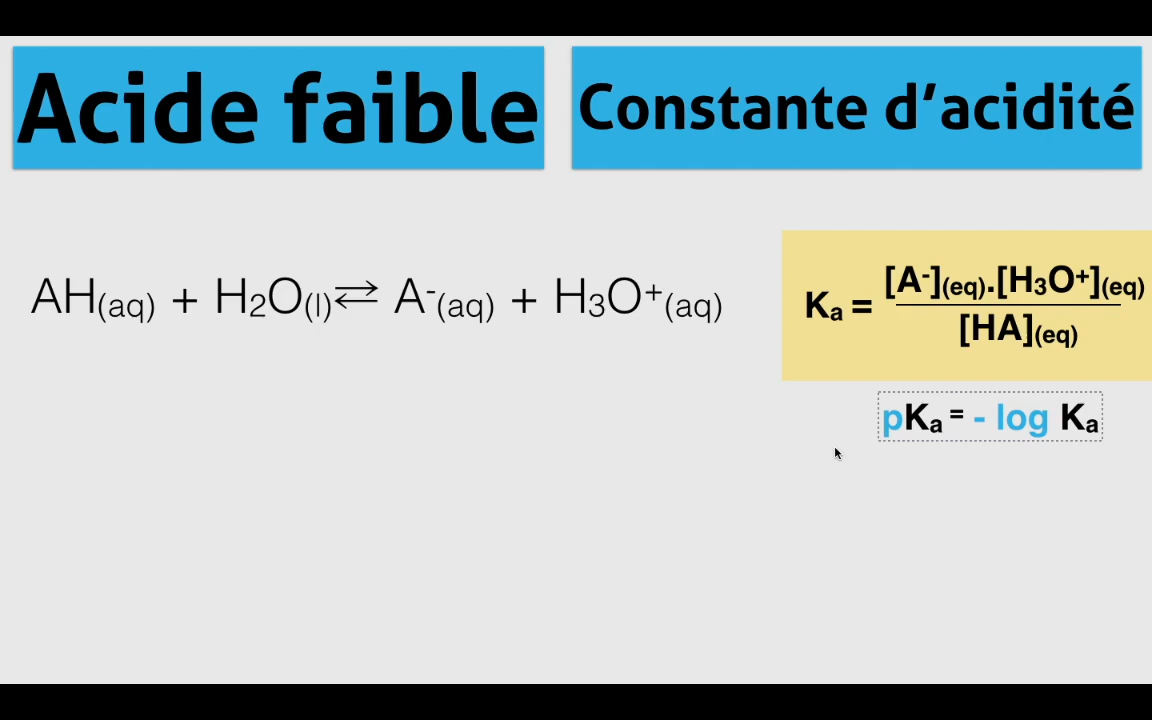 Acide faible
Constante d’acidité
AH(aq) + H2O(l)⇄ A-(aq) + H3O+(aq)
Ka = [A-](eq).[H3O+](eq)
[HA](eq)
pKa = - log Ka